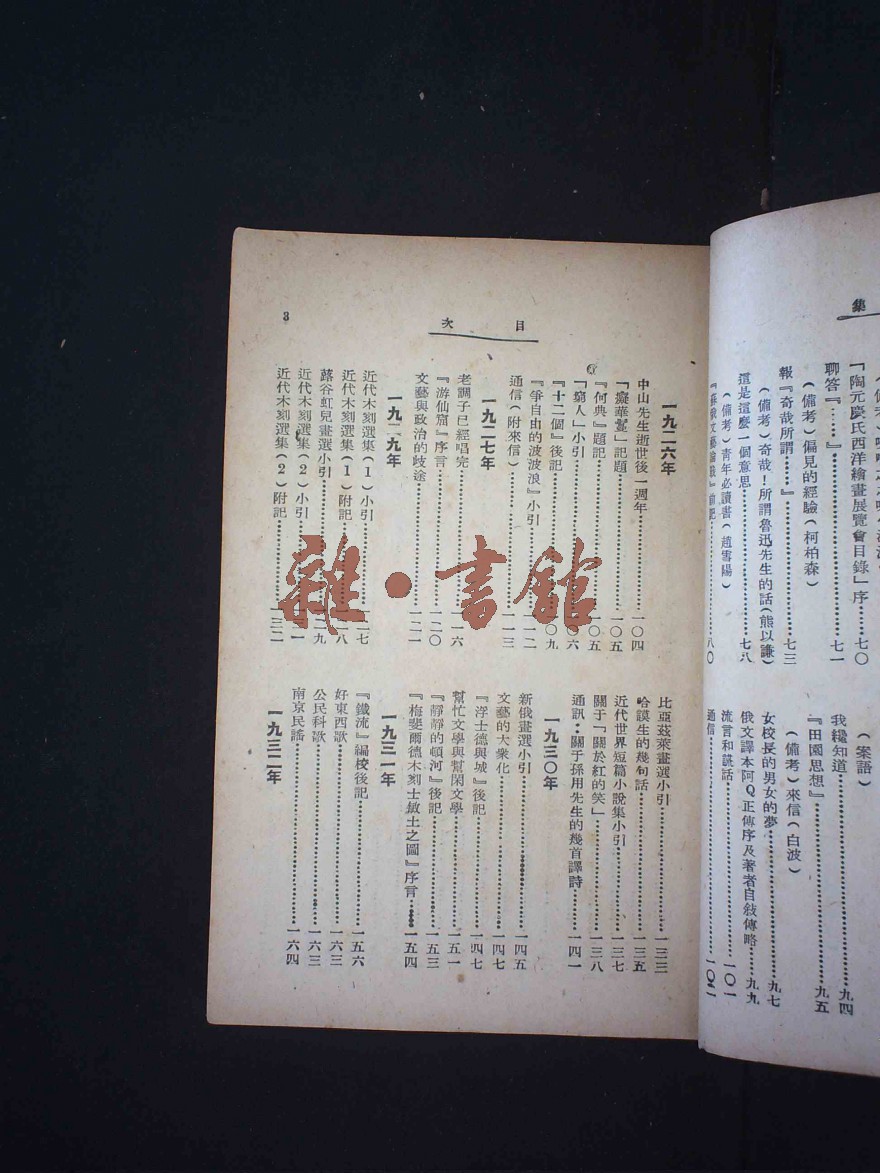 集
「陶元慶氏西洋繪畫展覽會目錄」序……七〇
聊答『……』……七一
（備考）偏見的經驗（柯柏森）
報『奇哉所謂……』……七三
（備考）奇哉！所謂魯迅先生的話（熊以謙）
這是這麼一個意思……七八
（備考）青年必讀書（趙雪陽）
八〇
（案語）
我纔知道……九四
『田園思想』……九五
（備考）來信（白波）
女校長的男女的夢……九七
俄文譯本阿Q正傳序及著者自敍傳略……九九
流言和謊話……一〇一
通信……一〇二
目次
3
一九二六年
中山先生逝世後一週年……一〇四
「癡華鬘」記題……一〇五
『何典』題記……一〇五
「窮人」小引……一〇六
『十二個』後記……一〇九
『爭自由的波波浪』小引……一一二
通信（附來信）……一一三
一九二七年
老調子已經唱完……一一六
『游仙窟』序言……一二〇
文藝與政治的歧途……一二一
一九二九年
近代木刻選集（1）小引……一二七
近代木刻選集（1）附記……一二八
蕗谷虹兒畫選小引……一二九
近代木刻選集（2）小引……一三一
近代木刻選集（2）附記……一三二
比亞茲萊畫選小引……一三三
哈謨生的幾句話……一三五
近代世界短篇小說集小引……一三七
關于「關於紅的笑」……一三八
通訊：關于孫用先生的幾首譯詩……一四一
一九三〇年
新俄畫選小引……一四五
文藝的大衆化……一四七
『浮士德與城』後記……一四七
幫忙文學與幫閑文學……一五一
『靜靜的頓河』後記……一五三
『梅斐爾德木刻士敏土之圖』序言……一五四
一九三一年
『鐵流』編校後記……一五六
好東西歌……一六三
公民科歌……一六三
南京民謠……一六四
一九三二年
雜·書館